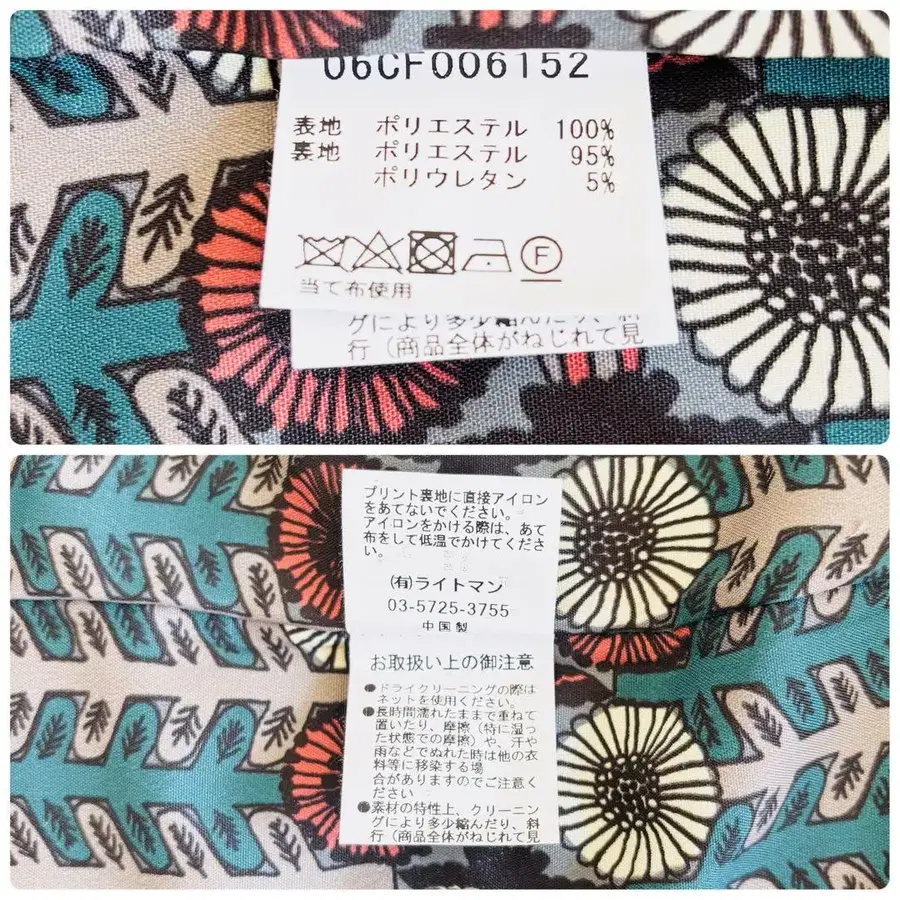 06CF006152
表地 ポリエステル 100%
裏地 ポリエステル 95%
ポリウレタン 5%
F
当て布使用
グにより多少縮んだり、斜
行（商品全体がねじれて見
プリント裏地に直接アイロン
をあてないでください。
アイロンをかける際は、あて
布をして低温でかけてくださ
い。
(有)ライトマン
03-5725-3755
中国製
お取扱い上の御注意
●ドライクリーニングの際は
ネットを使用ください。
●長時間濡れたままで重ねて
置いたり、摩擦（特に湿っ
た状態での摩擦）や、汗や
雨などでぬれた時は他の衣
料等に移染する場
合がありますのでご注意くだ
さい
●素材の特性上、クリーニン
グにより多少縮んだり、斜
行（商品全体がねじれて見